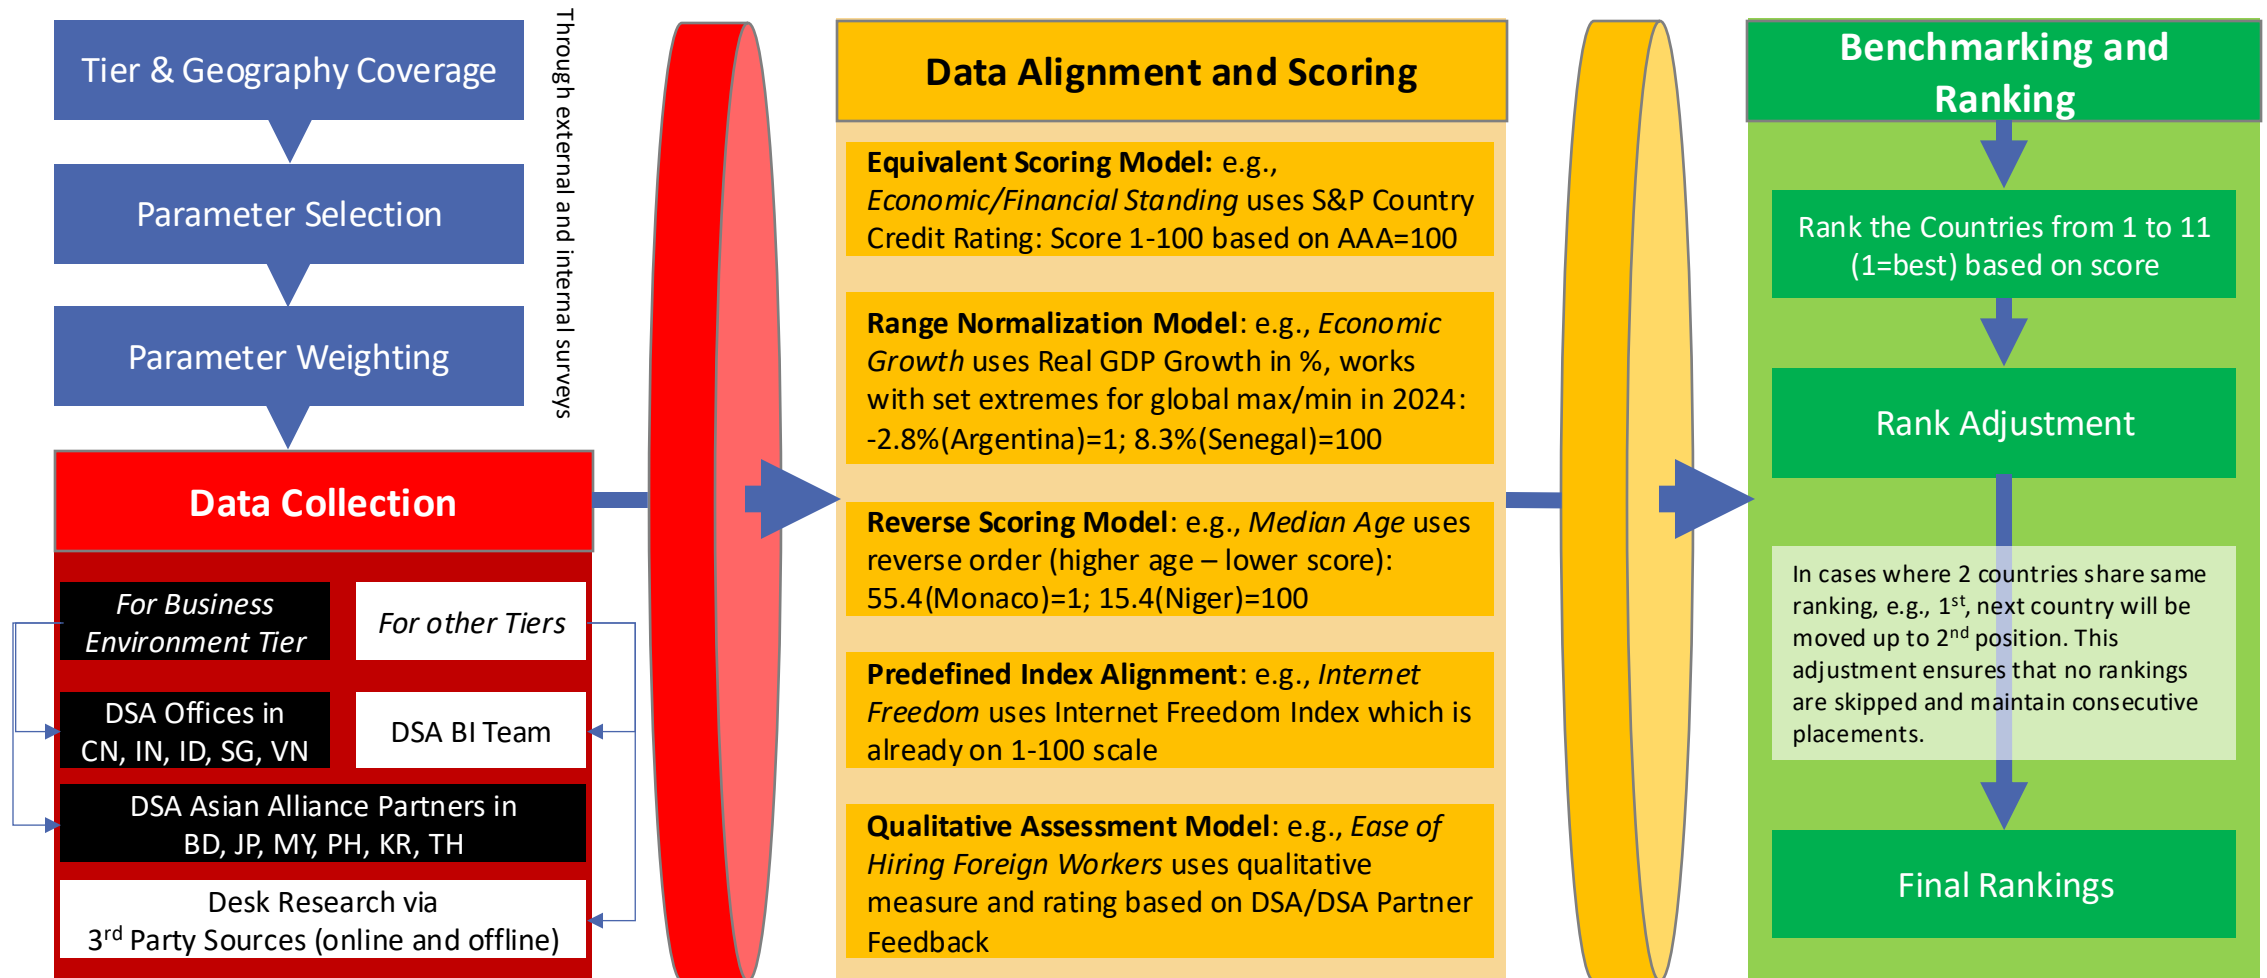 Tier & Geography Coverage
Parameter Selection
Parameter Weighting
Through external and internal surveys
Data Collection
For Business
Environment Tier
For other Tiers
DSA Offices in
CN, IN, ID, SG, VN
DSA BI Team
DSA Asian Alliance Partners in
BD, JP, MY, PH, KR, TH
Desk Research via
3rd Party Sources (online and offline)
Data Alignment and Scoring
Equivalent Scoring Model: e.g.,
Economic/Financial Standing uses S&P Country
Credit Rating: Score 1-100 based on AAA=100
Range Normalization Model: e.g., Economic
Growth uses Real GDP Growth in %, works
with set extremes for global max/min in 2024:
-2.8%(Argentina)=1; 8.3%(Senegal)=100
Reverse Scoring Model: e.g., Median Age uses
reverse order (higher age – lower score):
55.4(Monaco)=1; 15.4(Niger)=100
Predefined Index Alignment: e.g., Internet
Freedom uses Internet Freedom Index which is
already on 1-100 scale
Qualitative Assessment Model: e.g., Ease of
Hiring Foreign Workers uses qualitative
measure and rating based on DSA/DSA Partner
Feedback
Benchmarking and
Ranking
Rank the Countries from 1 to 11
(1=best) based on score
Rank Adjustment
In cases where 2 countries share same
ranking, e.g., 1st, next country will be
moved up to 2nd position. This
adjustment ensures that no rankings
are skipped and maintain consecutive
placements.
Final Rankings